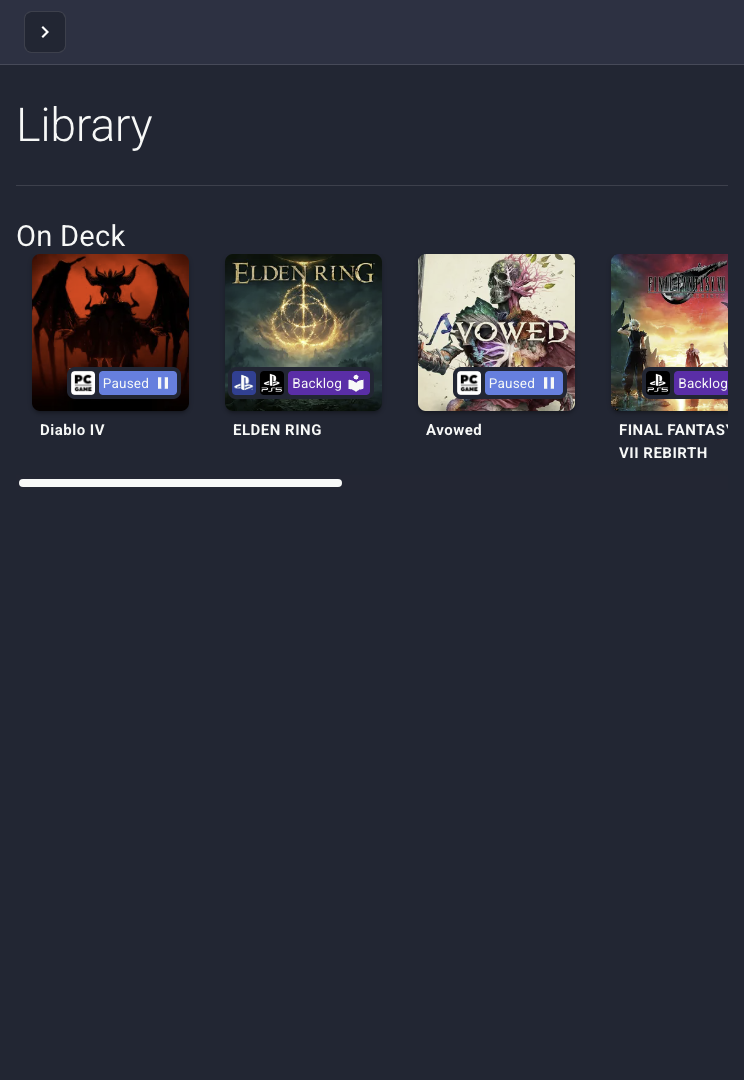 Library
On Deck
PC
GAME
Paused
Diablo IV
ELDEN RING
PS5
Backlog
ELDEN RING
AVOWED
PC
GAME
Paused
Avowed
FINAL FANTASY VII
PS5
Backlog
FINAL FANTASY
VII REBIRTH